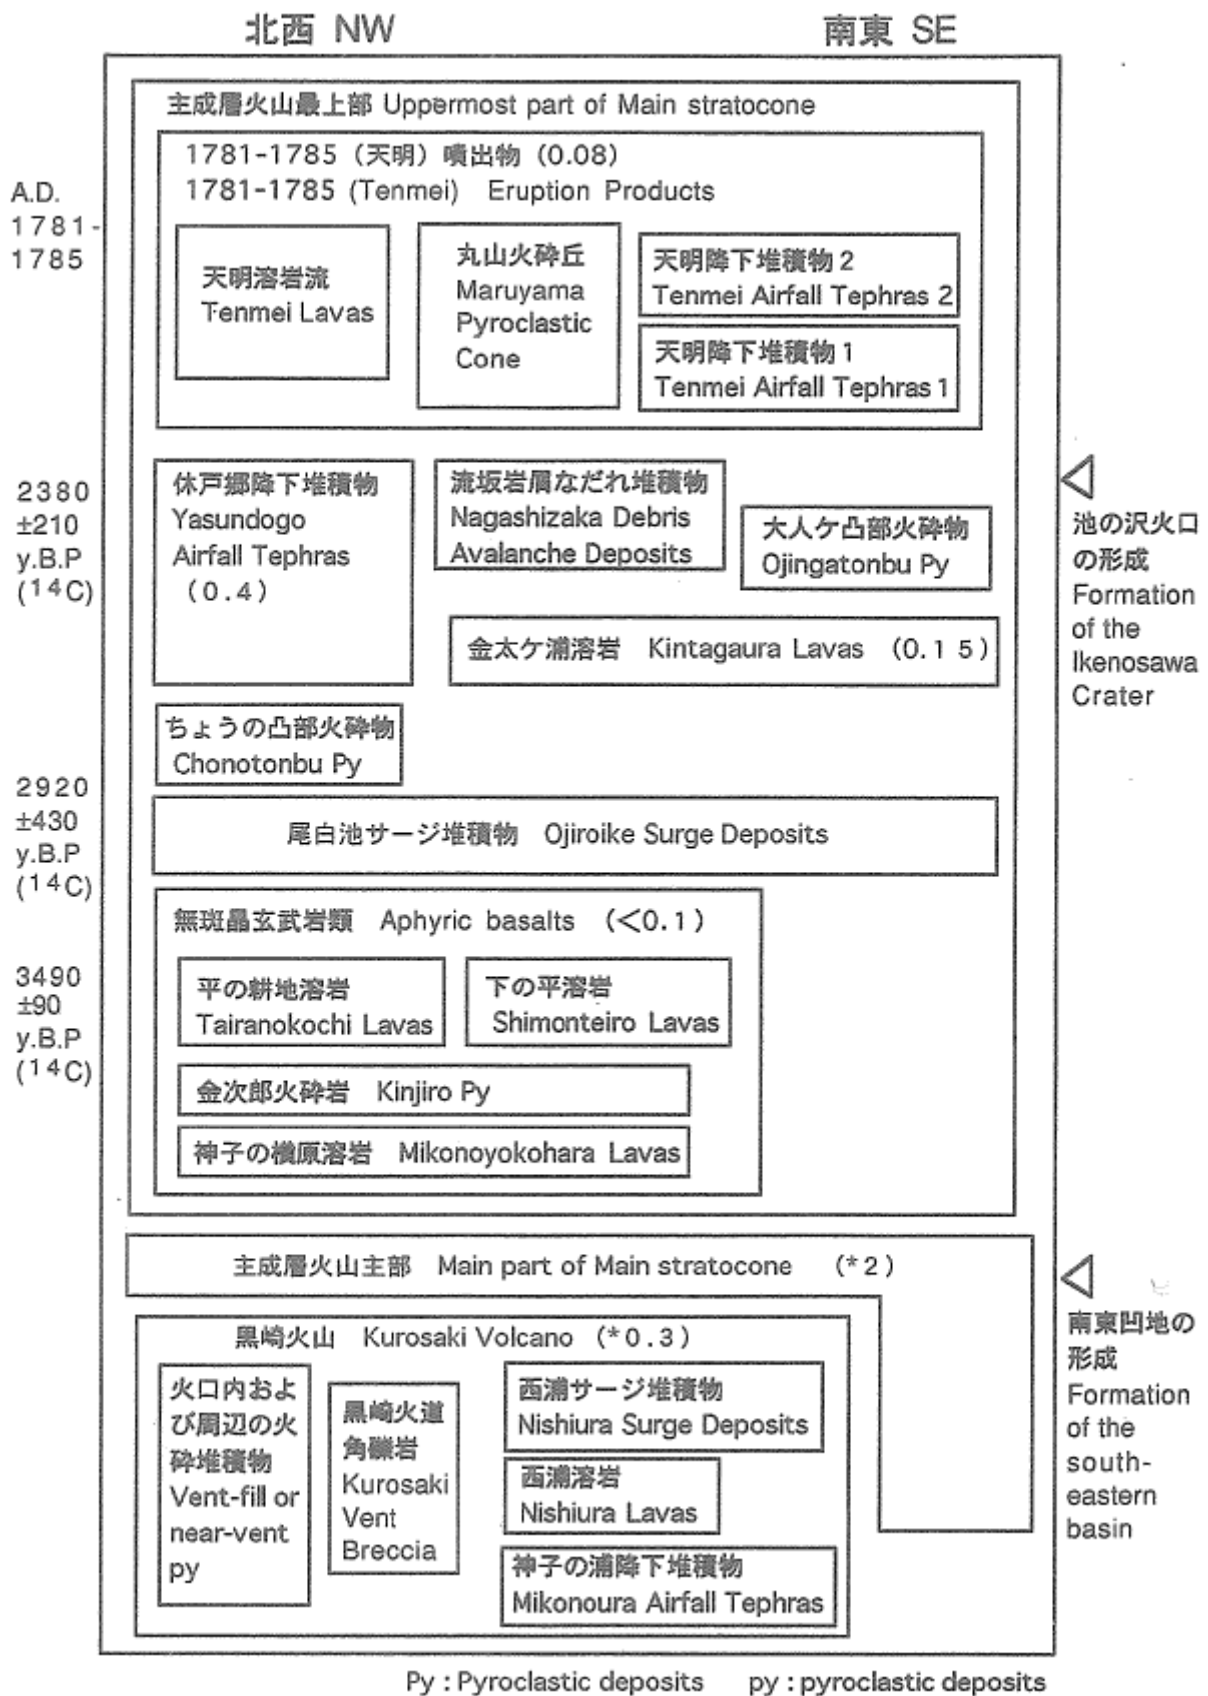 北西 NW
南東 SE
主成層火山最上部 Uppermost part of Main stratocone
1781-1785（天明）噴出物（0.08）
1781-1785 (Tenmei) Eruption Products
A.D.
1781-
1785
天明溶岩流
Tenmei Lavas
丸山火砕丘
Maruyama
Pyroclastic
Cone
天明降下堆積物 2
Tenmei Airfall Tephras 2
天明降下堆積物 1
Tenmei Airfall Tephras 1
2380
±210
y.B.P
(14C)
休戸郷降下堆積物
Yasundogo
Airfall Tephras
（0.4）
流坂岩屑なだれ堆積物
Nagashizaka Debris
Avalanche Deposits
大人ケ凸部火砕物
Ojingatonbu Py
池の沢火口
の形成
Formation
of the
Ikenosawa
Crater
金太ケ浦溶岩 Kintagaura Lavas （0.15）
ちょうの凸部火砕物
Chonotonbu Py
2920
±430
y.B.P
(14C)
尾白池サージ堆積物 Ojiroike Surge Deposits
無斑晶玄武岩類 Aphyric basalts （<0.1）
3490
±90
y.B.P
(14C)
平の耕地溶岩
Tairanokochi Lavas
下の平溶岩
Shimonteiro Lavas
金次郎火砕岩 Kinjiro Py
神子の横原溶岩 Mikonoyokohara Lavas
主成層火山主部 Main part of Main stratocone （*2）
黒崎火山 Kurosaki Volcano （*0.3）
火口内およ
び周辺の火
砕堆積物
Vent-fill or
near-vent
py
黒崎火道
角礫岩
Kurosaki
Vent
Breccia
西浦サージ堆積物
Nishiura Surge Deposits
西浦溶岩
Nishiura Lavas
神子の浦降下堆積物
Mikonoura Airfall Tephras
南東凹地の
形成
Formation
of the
south-
eastern
basin
Py : Pyroclastic deposits py : pyroclastic deposits